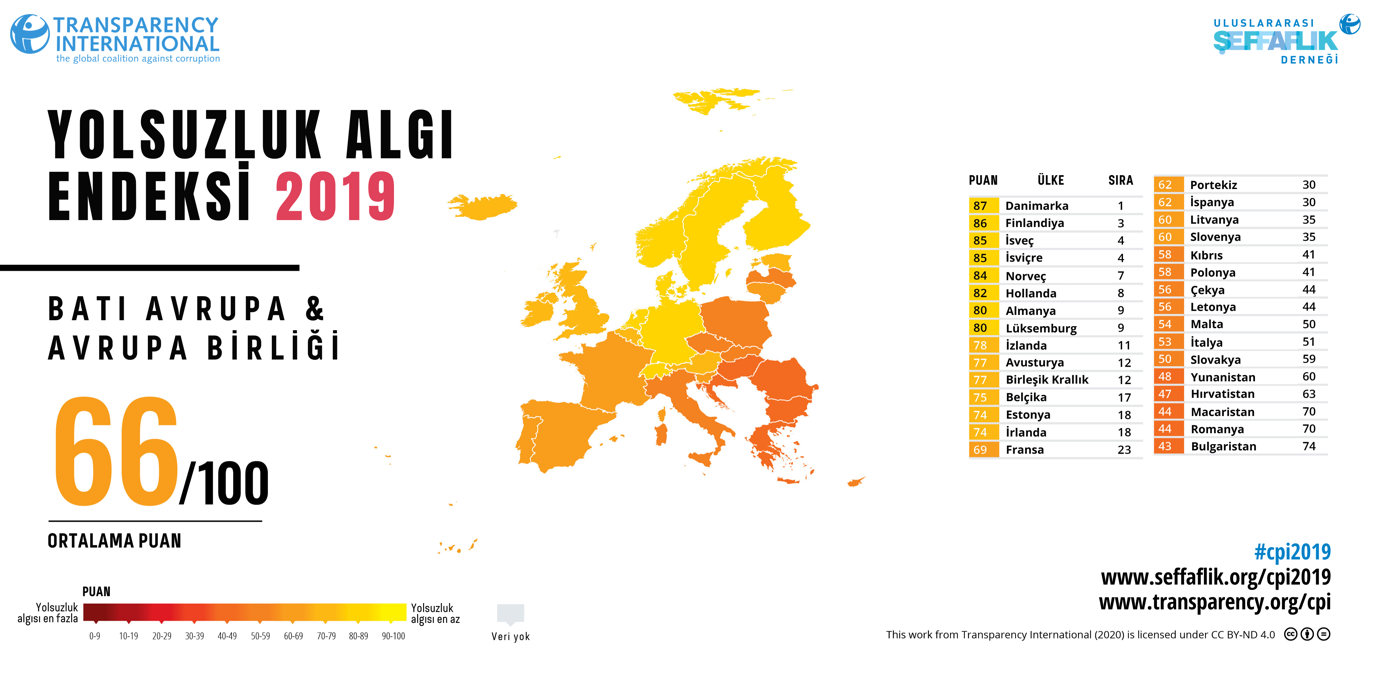 TRANSPARENCY
INTERNATIONAL
the global coalition against corruption
ULUSLARARASI
ŞEFFAFLIK
DERNEĞİ
YOLSUZLUK ALGI
ENDEKSİ 2019
BATI AVRUPA &
AVRUPA BİRLİĞİ
66/100
ORTALAMA PUAN
PUAN ÜLKE SIRA
87 Danimarka 1
86 Finlandiya 3
85 İsveç 4
85 İsviçre 4
84 Norveç 7
82 Hollanda 8
80 Almanya 9
80 Lüksemburg 9
78 İzlanda 11
77 Avusturya 12
77 Birleşik Krallık 12
75 Belçika 17
74 Estonya 18
74 İrlanda 18
69 Fransa 23
62 Portekiz 30
62 İspanya 30
60 Litvanya 35
60 Slovenya 35
58 Kıbrıs 41
58 Polonya 41
56 Çekya 44
56 Letonya 44
54 Malta 50
53 İtalya 51
50 Slovakya 59
48 Yunanistan 60
47 Hırvatistan 63
44 Macaristan 70
44 Romanya 70
43 Bulgaristan 74
PUAN
Yolsuzluk
algısı en fazla
Yolsuzluk
algısı en az
0-9 10-19 20-29 30-39 40-49 50-59 60-69 70-79 80-89 90-100
Veri yok
#cpi2019
www.seffaflik.org/cpi2019
www.transparency.org/cpi
This work from Transparency International (2020) is licensed under CC BY-ND 4.0